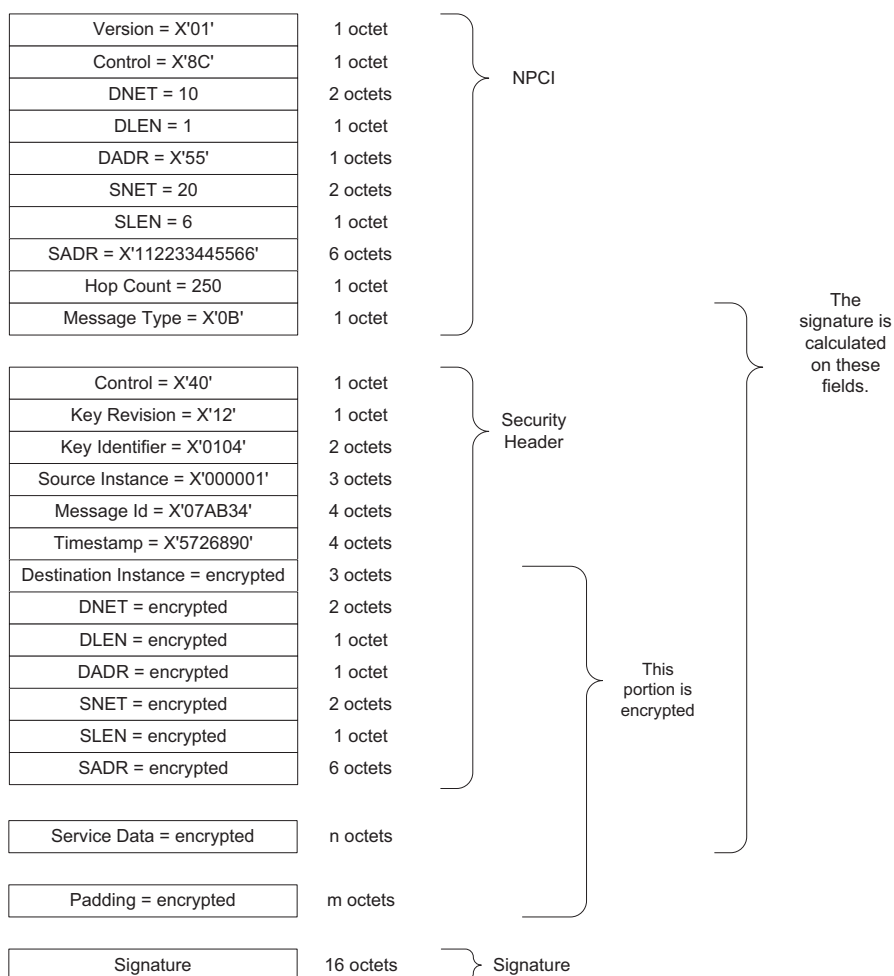 Version = X'01' 1 octet
Control = X'8C' 1 octet
DNET = 10 2 octets
DLEN = 1 1 octet
DADR = X'55' 1 octets
SNET = 20 2 octets
SLEN = 6 1 octet
SADR = X'112233445566' 6 octets
Hop Count = 250 1 octet
Message Type = X'0B' 1 octet
NPCI
Control = X'40' 1 octet
Key Revision = X'12' 1 octet
Key Identifier = X'0104' 2 octets
Source Instance = X'000001' 3 octets
Message Id = X'07AB34' 4 octets
Timestamp = X'5726890' 4 octets
Destination Instance = encrypted 3 octets
DNET = encrypted 2 octets
DLEN = encrypted 1 octet
DADR = encrypted 1 octet
SNET = encrypted 2 octets
SLEN = encrypted 1 octet
SADR = encrypted 6 octets
Security
Header
Service Data = encrypted n octets
Padding = encrypted m octets
This
portion is
encrypted
The
signature is
calculated
on these
fields.
Signature 16 octets Signature